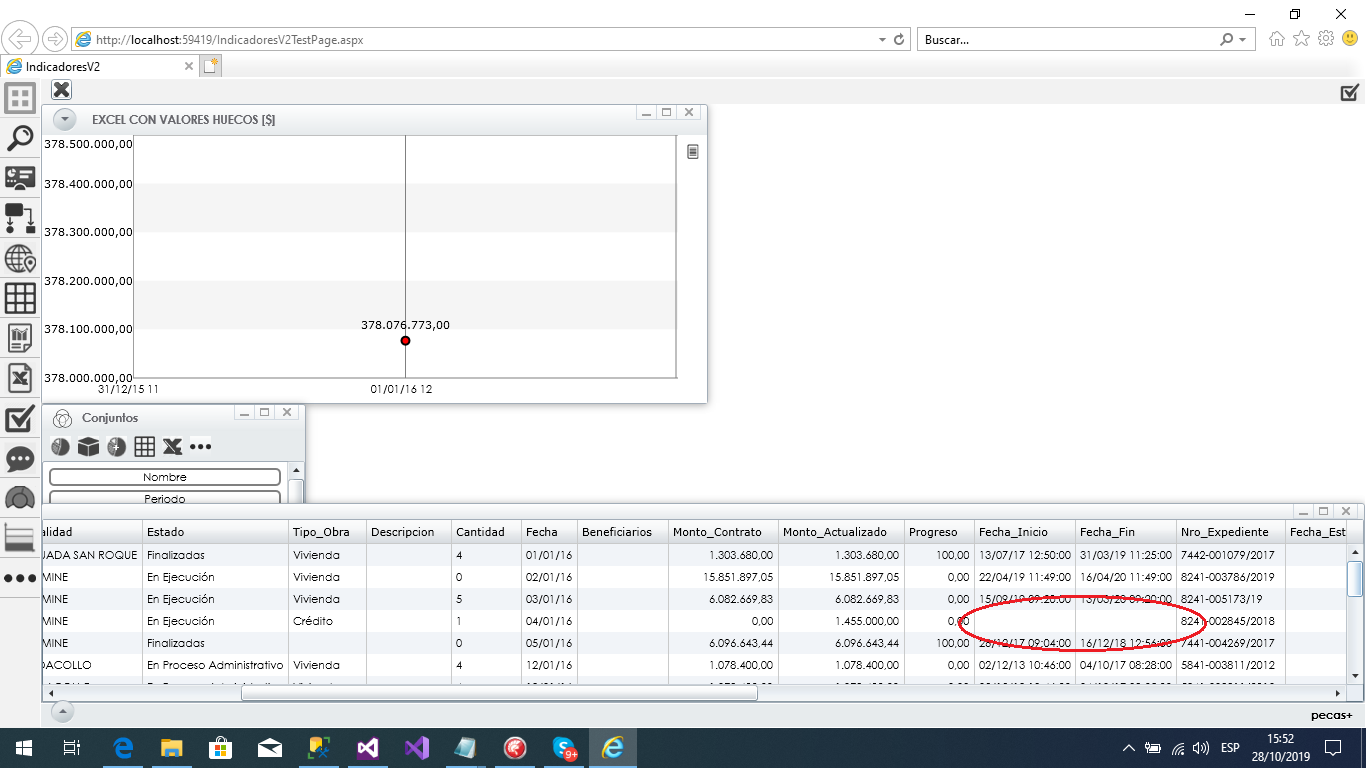 http://localhost:59419/IndicadoresV2TestPage.aspx
Buscar...
IndicadoresV2
EXCEL CON VALORES HUECOS [$]
378.500.000,00
378.400.000,00
378.300.000,00
378.200.000,00
378.100.000,00
378.076.773,00
378.000.000,00
31/12/15 11 01/01/16 12
Conjuntos
Nombre
Periodo
alidad Estado Tipo_Obra Descripcion Cantidad Fecha Beneficiarios Monto_Contrato Monto_Actualizado Progreso Fecha_Inicio Fecha_Fin Nro_Expediente Fecha_Est
JADA SAN ROQUE Finalizadas Vivienda 4 01/01/16 1.303.680,00 1.303.680,00 100,00 13/07/17 12:50:00 31/03/19 11:25:00 7442-001079/2017
MINE En Ejecución Vivienda 0 02/01/16 15.851.897,05 15.851.897,05 0,00 22/04/19 11:49:00 16/04/20 11:49:00 8241-003786/2019
MINE En Ejecución Vivienda 5 03/01/16 6.082.669,83 6.082.669,83 0,00 15/09/19 09:20:00 13/03/20 09:20:00 8241-005173/19
MINE En Ejecución Crédito 1 04/01/16 0,00 1.455.000,00 0,00 8241-002845/2018
MINE Finalizadas 0 05/01/16 6.096.643,44 6.096.643,44 100,00 28/12/17 09:04:00 16/12/18 12:56:00 7441-004269/2017
DACOLLO En Proceso Administrativo Vivienda 4 12/01/16 1.078.400,00 1.078.400,00 0,00 02/12/13 10:46:00 04/10/17 08:28:00 5841-003811/2012
pecas+
9+
ESP
15:52
28/10/2019